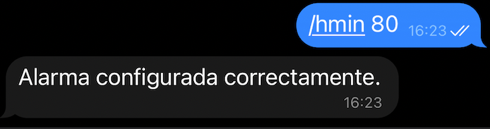 /hmin 80 16:23
Alarma configurada correctamente.
16:23